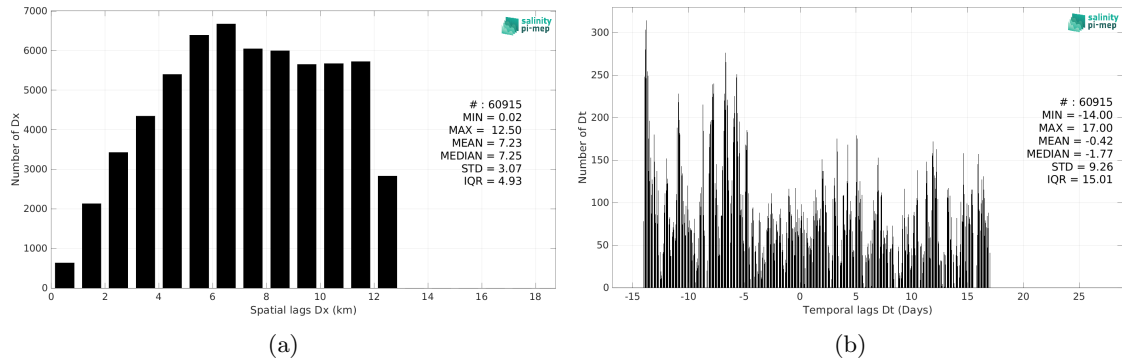 7000
6000
5000
4000
3000
2000
1000
0
Number of Dx
0 2 4 6 8 10 12 14 16 18
Spatial lags Dx (km)
salinity
pi-mep
# : 60915
MIN = 0.02
MAX = 12.50
MEAN = 7.23
MEDIAN = 7.25
STD = 3.07
IQR = 4.93
(a)
300
250
200
150
100
50
0
Number of Dt
-15 -10 -5 0 5 10 15 20 25
Temporal lags Dt (Days)
salinity
pi-mep
# : 60915
MIN = -14.00
MAX = 17.00
MEAN = -0.42
MEDIAN = -1.77
STD = 9.26
IQR = 15.01
(b)